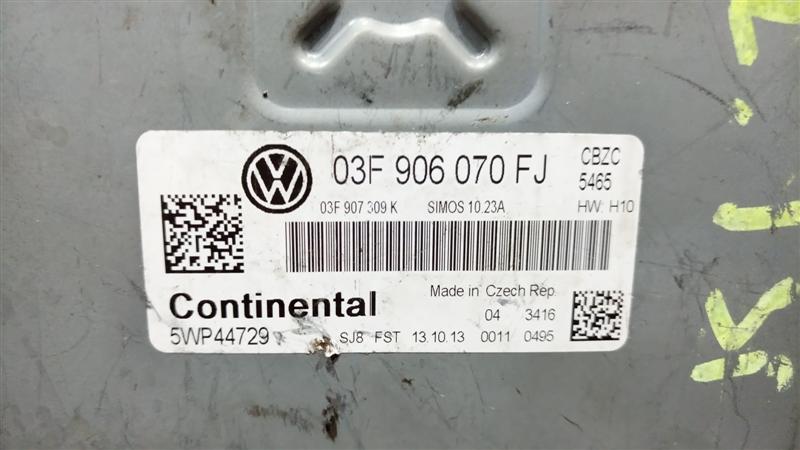 03F 906 070 FJ
CBZC
5465
03F 907 309 K SIMOS 10.23A HW: H10
Continental
Made in Czech Rep.
04 3416
5WP44729 SJ8 FST 13.10.13 0011 0495